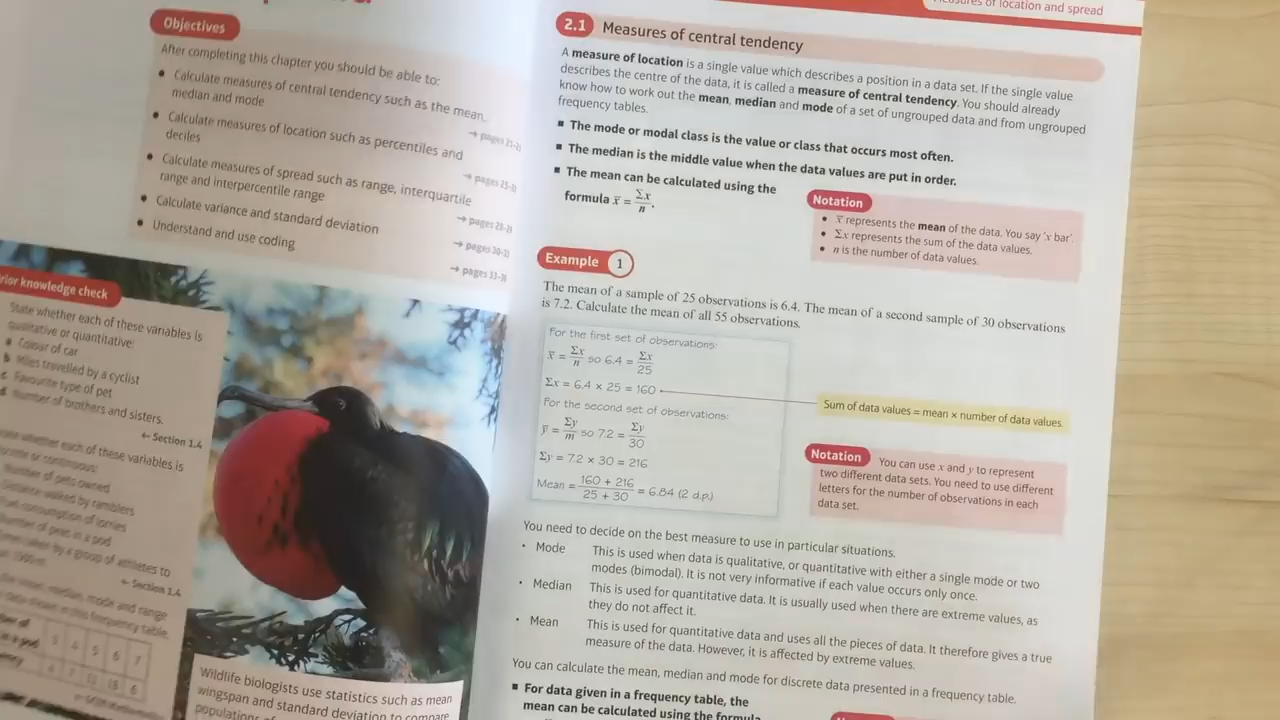 Objectives
After completing this chapter you should be able to:
● Calculate measures of central tendency such as the mean,
median and mode
→ pages
● Calculate measures of location such as percentiles and
deciles
→ pages
● Calculate measures of spread such as range, interquartile
range and interpercentile range
→ pages
● Calculate variance and standard deviation
→ pages
● Understand and use coding
→ pages
rior knowledge check
State whether each of these variables is
qualitative or quantitative:
a Colour of car
b Miles travelled by a cyclist
c Favourite type of pet
d Number of brothers and sisters.
← Section 1.4
whether each of these variables is
or continuous:
Number of pets owned
Distance walked by ramblers
Fuel consumption of lorries
Number of peas in a pod
taken by a group of athletes to
← Section 1.4
mean, median, mode and range
data shown in this frequency table.
3 4 5 6 7
Wildlife biologists use statistics such as mean
wingspan and standard deviation to compare
populations of
Measures of location and spread
2.1 Measures of central tendency
A measure of location is a single value which describes a position in a data set. If the single value
describes the centre of the data, it is called a measure of central tendency. You should already
know how to work out the mean, median and mode of a set of ungrouped data and from ungrouped
frequency tables.
■ The mode or modal class is the value or class that occurs most often.
■ The median is the middle value when the data values are put in order.
■ The mean can be calculated using the
formula x̄ = Σx/n.
Notation
● x̄ represents the mean of the data. You say 'x bar'.
● Σx represents the sum of the data values.
● n is the number of data values.
Example 1
The mean of a sample of 25 observations is 6.4. The mean of a second sample of 30 observations
is 7.2. Calculate the mean of all 55 observations.
For the first set of observations:
x̄ = Σx/n so 6.4 = Σx/25
Σx = 6.4 × 25 = 160
Sum of data values = mean × number of data values.
For the second set of observations:
ȳ = Σy/m so 7.2 = Σy/30
Σy = 7.2 × 30 = 216
Mean = (160 + 216)/(25 + 30) = 6.84 (2 d.p.)
Notation You can use x and y to represent
two different data sets. You need to use different
letters for the number of observations in each
data set.
You need to decide on the best measure to use in particular situations.
• Mode This is used when data is qualitative, or quantitative with either a single mode or two
modes (bimodal). It is not very informative if each value occurs only once.
• Median This is used for quantitative data. It is usually used when there are extreme values, as
they do not affect it.
• Mean This is used for quantitative data and uses all the pieces of data. It therefore gives a true
measure of the data. However, it is affected by extreme values.
You can calculate the mean, median and mode for discrete data presented in a frequency table.
■ For data given in a frequency table, the
mean can be calculated using the formula